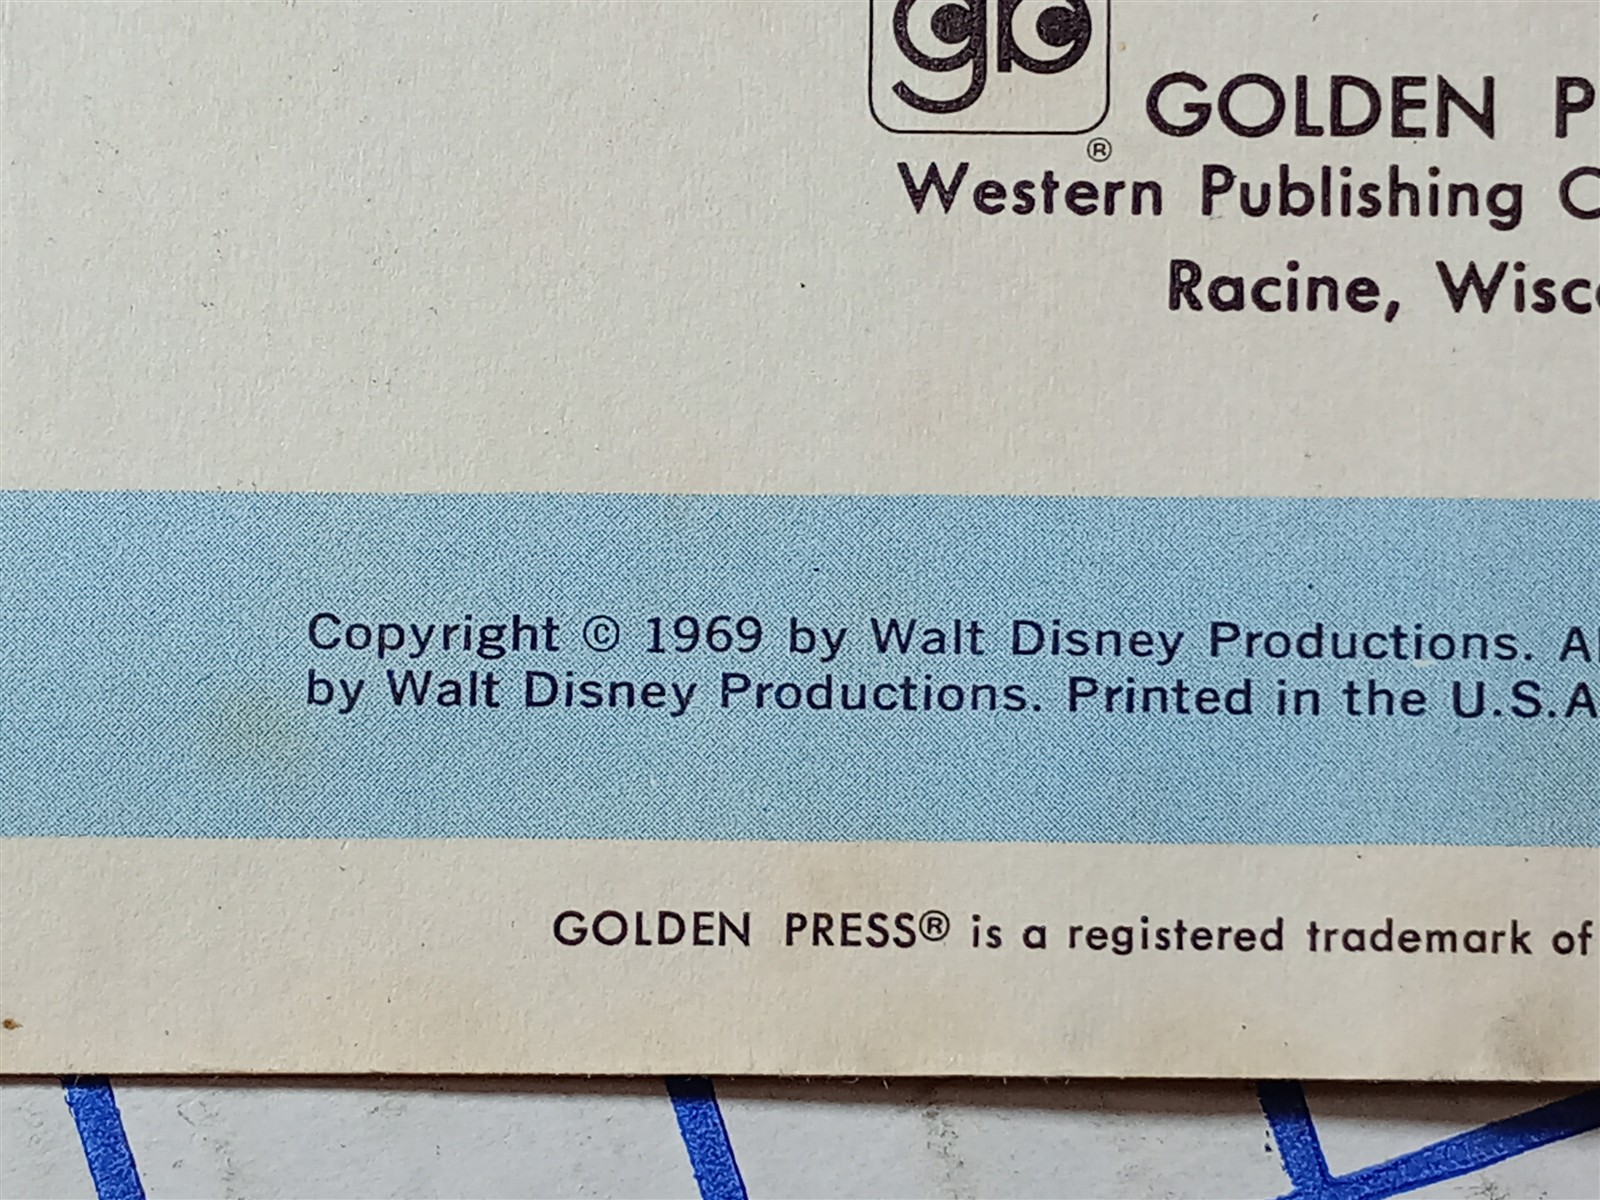 gb
®
GOLDEN P
Western Publishing C
Racine, Wisc
Copyright © 1969 by Walt Disney Productions. A
by Walt Disney Productions. Printed in the U.S.A
GOLDEN PRESS® is a registered trademark of